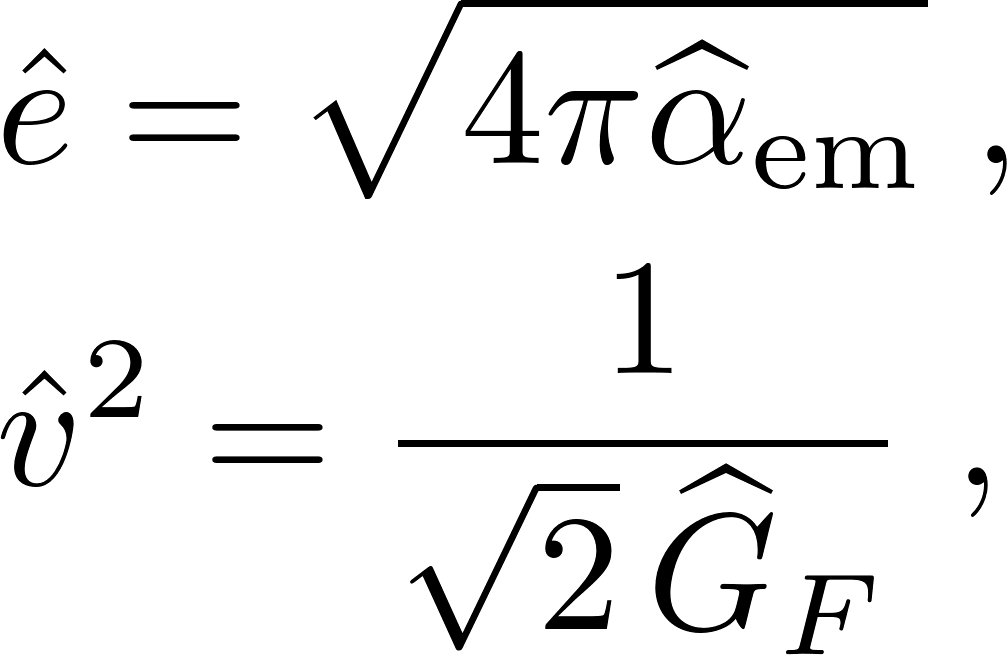 \hat{e} = \sqrt{4\pi\widehat{\alpha}_{\mathrm{em}}} \ ,
\hat{v}^2 = \frac{1}{\sqrt{2}\,\widehat{G}_F} \ ,